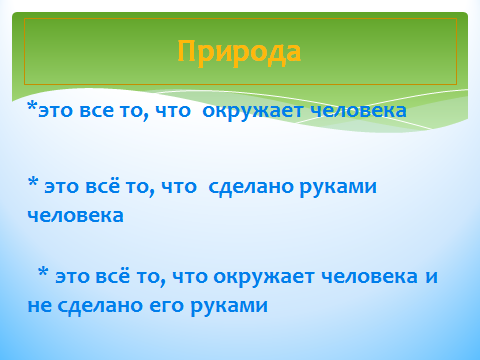 Природа
*это все то, что окружает человека
* это всё то, что сделано руками
человека
* это всё то, что окружает человека и
не сделано его руками